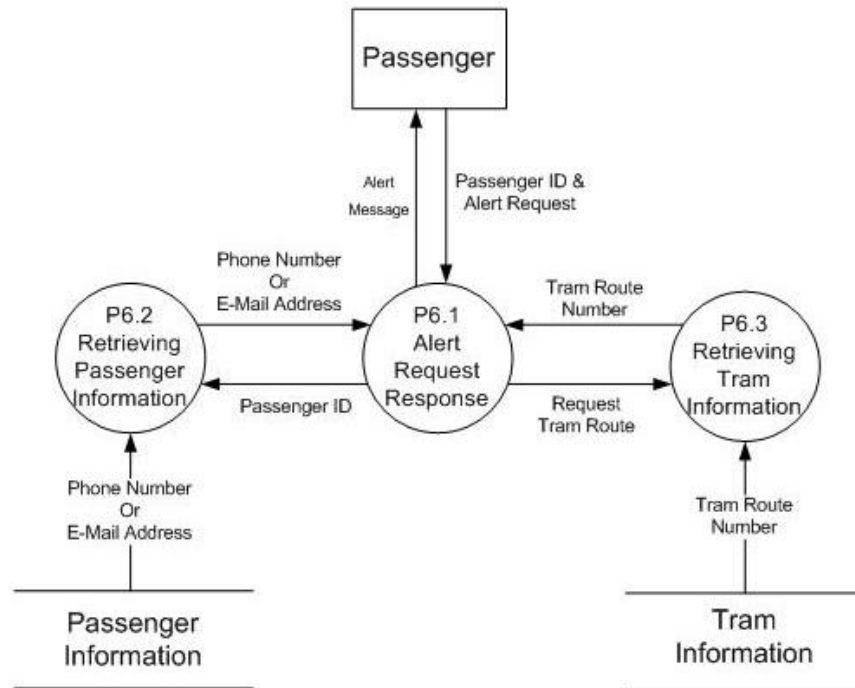 Passenger
Alert
Message
Passenger ID &
Alert Request
Phone Number
Or
E-Mail Address
Tram Route
Number
P6.2
Retrieving
Passenger
Information
P6.1
Alert
Request
Response
P6.3
Retrieving
Tram
Information
Passenger ID
Request
Tram Route
Phone Number
Or
E-Mail Address
Tram Route
Number
Passenger
Information
Tram
Information